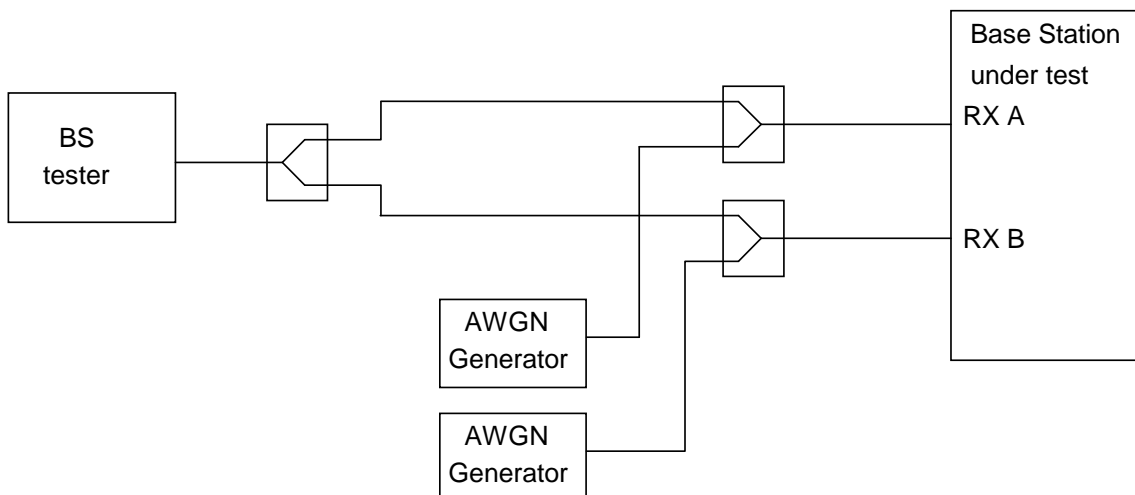 BS
tester
Base Station
under test
RX A
RX B
AWGN
Generator
AWGN
Generator